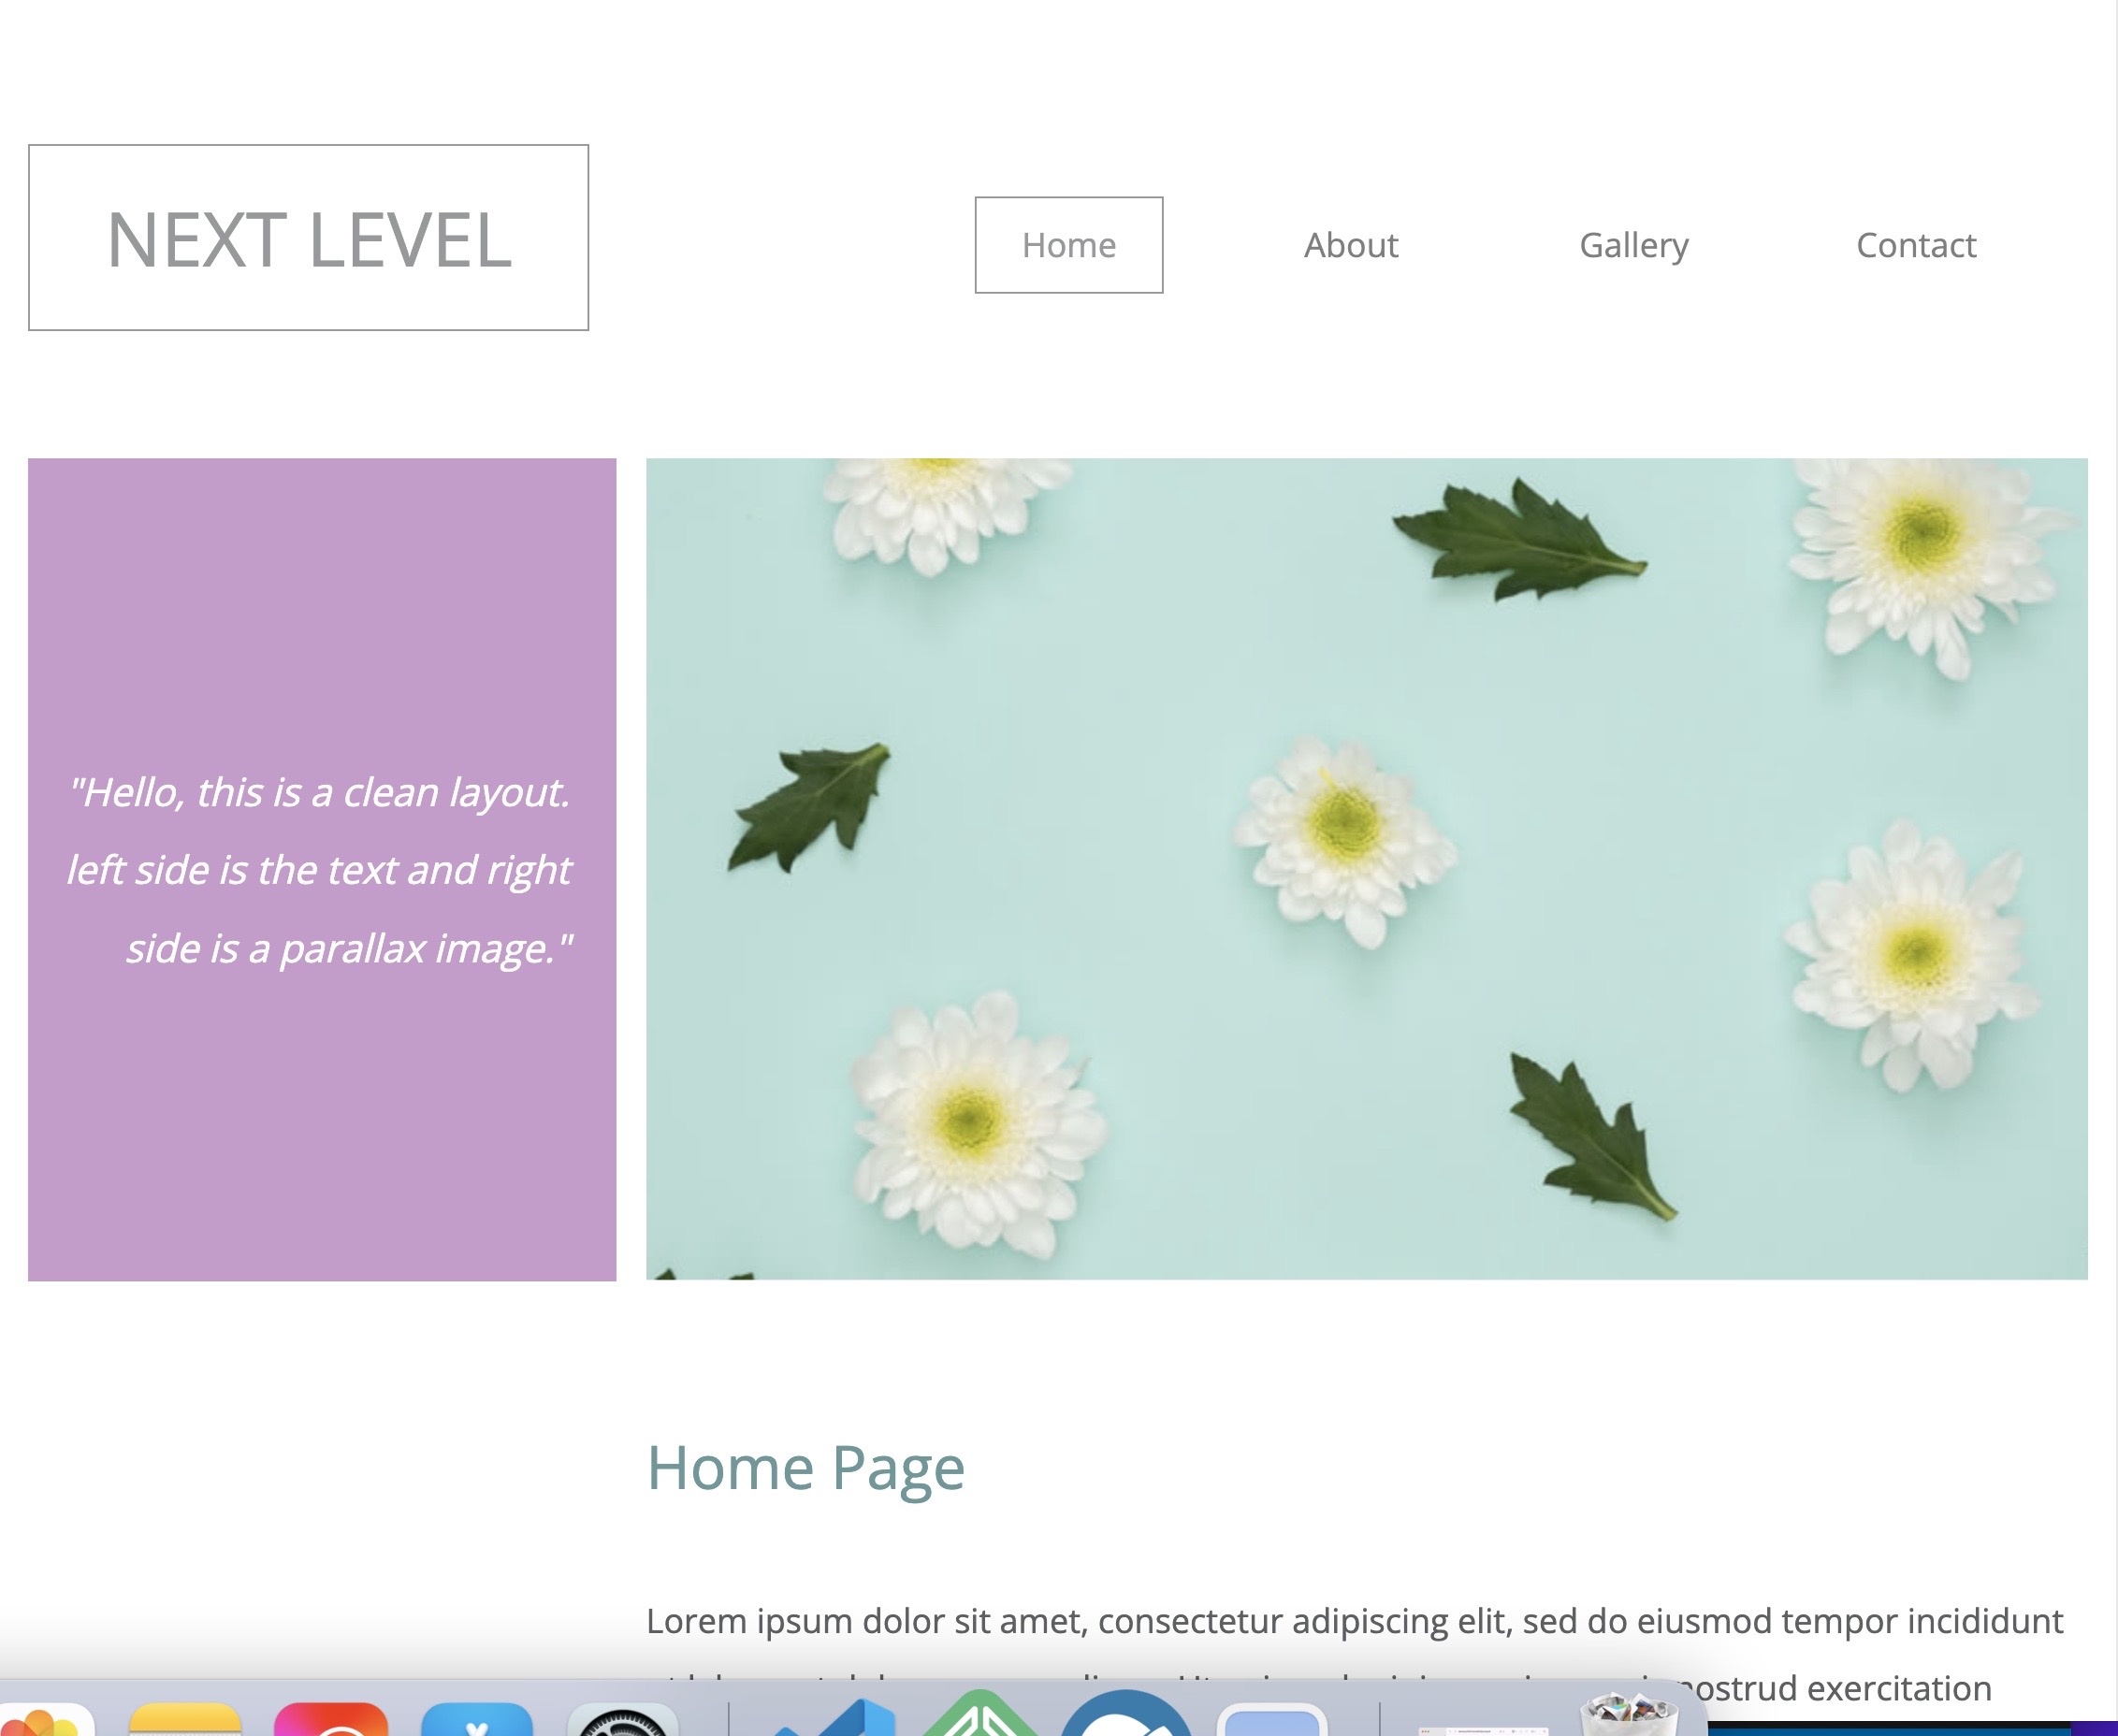 NEXT LEVEL
Home About Gallery Contact
"Hello, this is a clean layout.
left side is the text and right
side is a parallax image."
Home Page
Lorem ipsum dolor sit amet, consectetur adipiscing elit, sed do eiusmod tempor incididunt
nostrud exercitation